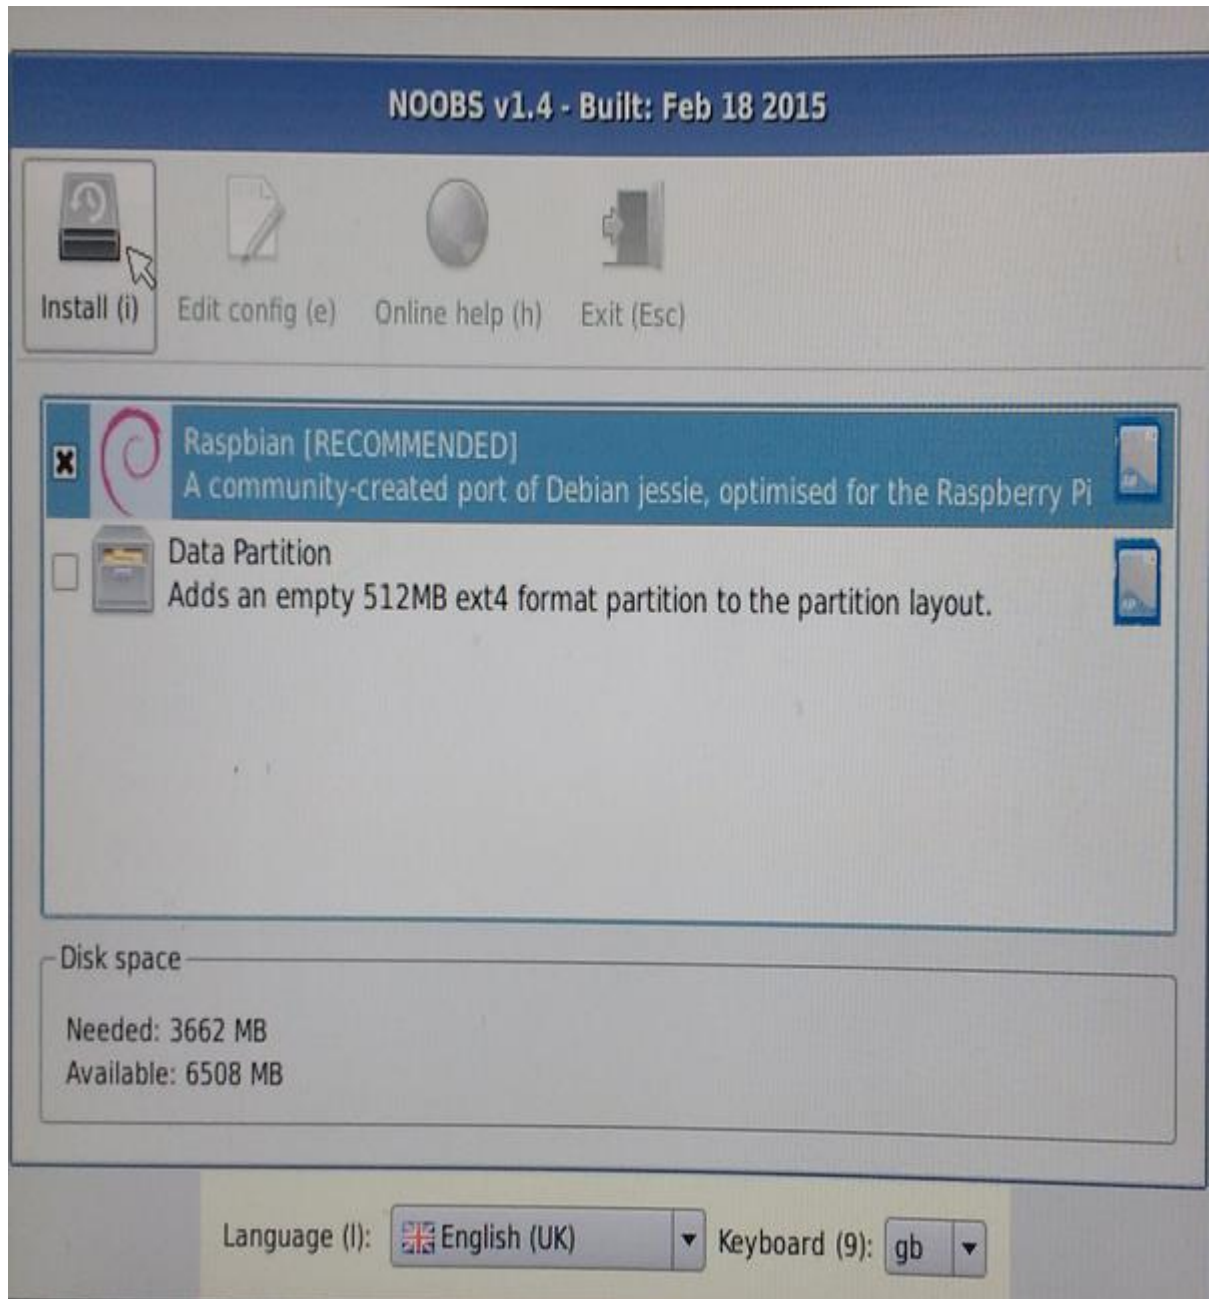 NOOBS v1.4 - Built: Feb 18 2015
Install (i) Edit config (e) Online help (h) Exit (Esc)
Raspbian [RECOMMENDED]
A community-created port of Debian jessie, optimised for the Raspberry Pi
Data Partition
Adds an empty 512MB ext4 format partition to the partition layout.
Disk space
Needed: 3662 MB
Available: 6508 MB
Language (l): English (UK) Keyboard (9): gb